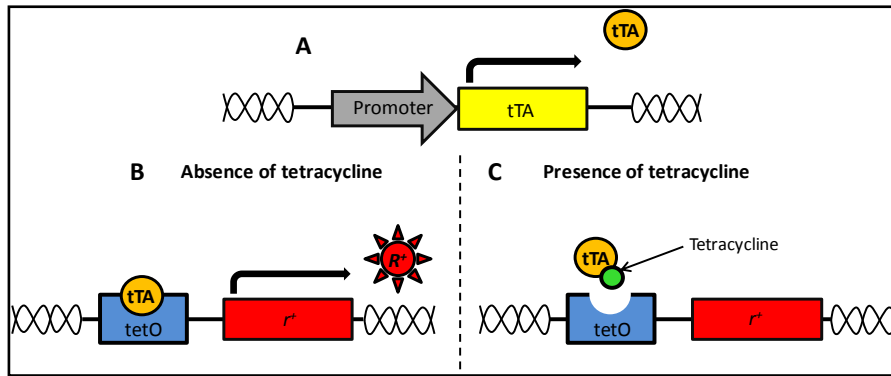 A
tTA
Promoter
tTA
B Absence of tetracycline
C Presence of tetracycline
R⁺
tTA
tetO
r⁺
tTA
Tetracycline
tetO
r⁺